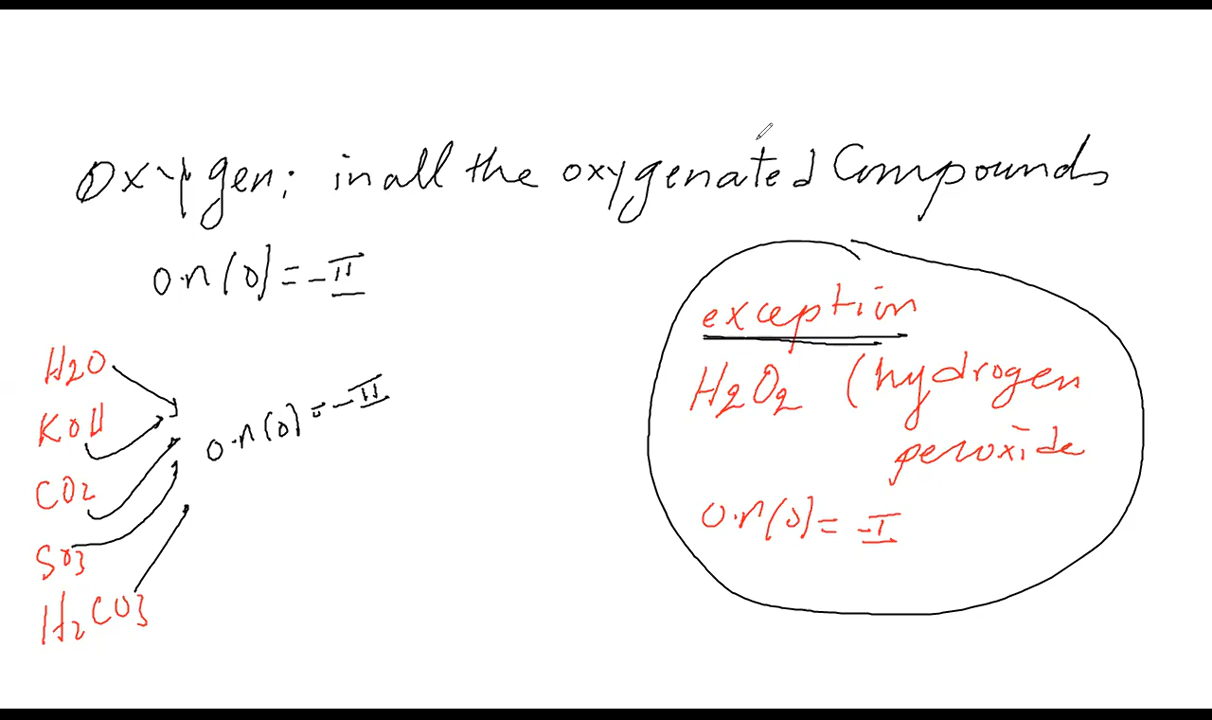 Oxygen: in all the oxygenated Compounds
o.n(O) = -II
H2O
KOH
CO2
SO3
H2CO3
o.n(O) = -II
exception
H2O2 (hydrogen
peroxide
o.n(O) = -I